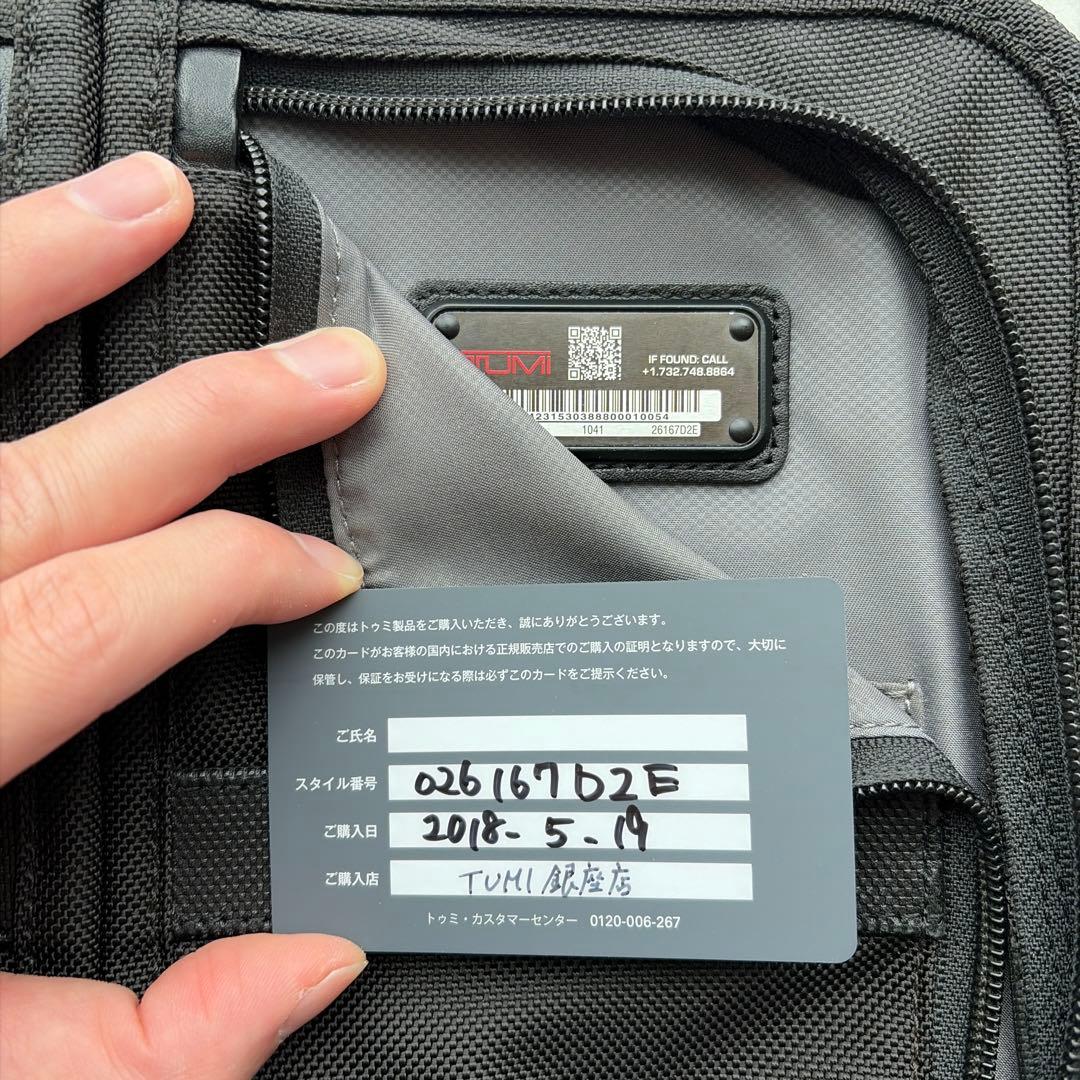 TUMI
IF FOUND: CALL
+1.732.748.8864
231530388800010054
1041 26167D2E
この度はトゥミ製品をご購入いただき、誠にありがとうございます。
このカードがお客様の国内における正規販売店でのご購入の証明となりますので、大切に
保管し、保証をお受けになる際は必ずこのカードをご提示ください。
ご氏名
スタイル番号 026167D2E
ご購入日 2018-5-19
ご購入店 TUMI 銀座店
トゥミ・カスタマーセンター 0120-006-267